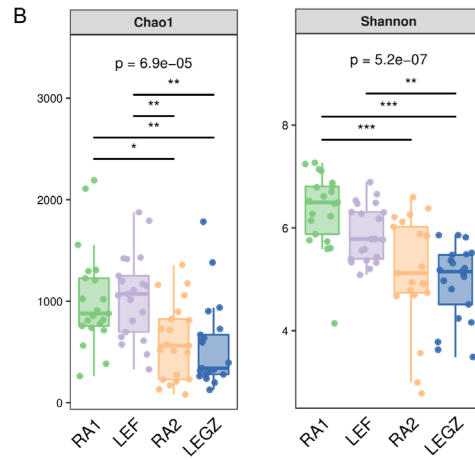 B
Chao1
p = 6.9e−05
**
**
**
*
3000
2000
1000
0
RA1
LEF
RA2
LEGZ
Shannon
p = 5.2e−07
**
***
***
8
6
4
RA1
LEF
RA2
LEGZ